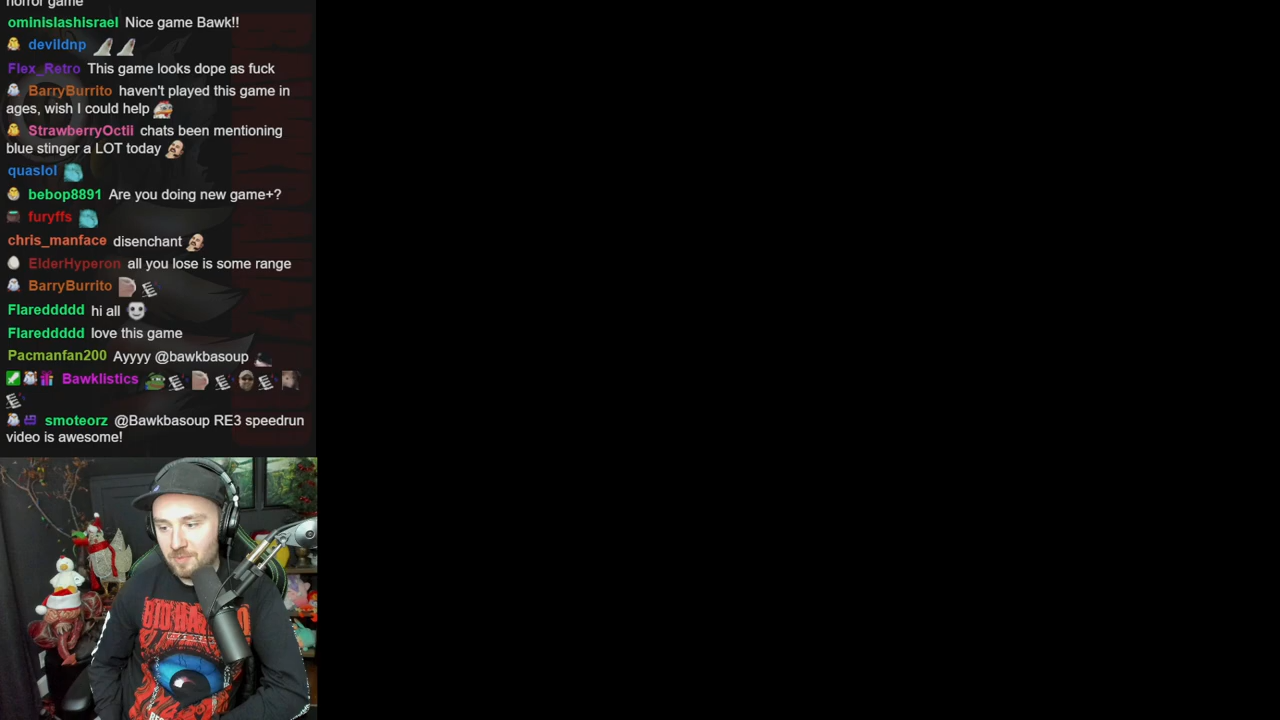 horror game
ominislashisrael Nice game Bawk!!
devildnp
Flex_Retro This game looks dope as fuck
BarryBurrito haven't played this game in
ages, wish I could help
StrawberryOctii chats been mentioning
blue stinger a LOT today
quaslol
bebop8891 Are you doing new game+?
furyffs
chris_manface disenchant
ElderHyperon all you lose is some range
BarryBurrito
Flareddddd hi all
Flareddddd love this game
Pacmanfan200 Ayyyy @bawkbasoup
Bawklistics
smoteorz @Bawkbasoup RE3 speedrun
video is awesome!